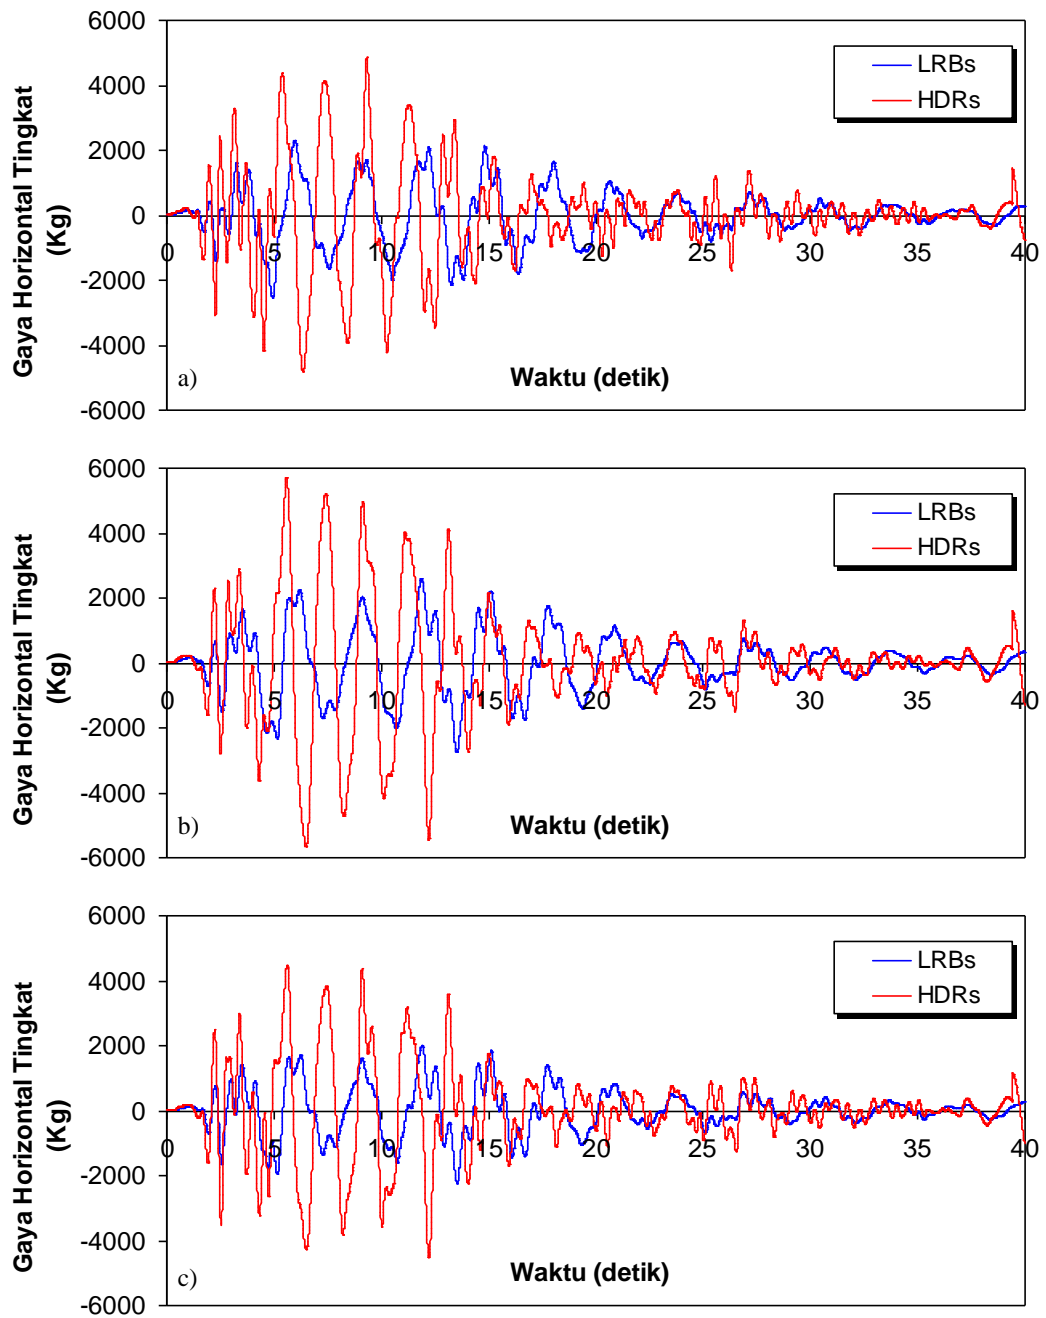 6000
4000
2000
0
-2000
-4000
-6000
Gaya Horizontal Tingkat
(Kg)
LRBs
HDRs
0 5 10 15 20 25 30 35 40
a)
Waktu (detik)
6000
4000
2000
0
-2000
-4000
-6000
Gaya Horizontal Tingkat
(Kg)
LRBs
HDRs
0 5 10 15 20 25 30 35 40
b)
Waktu (detik)
6000
4000
2000
0
-2000
-4000
-6000
Gaya Horizontal Tingkat
(Kg)
LRBs
HDRs
0 5 10 15 20 25 30 35 40
c)
Waktu (detik)